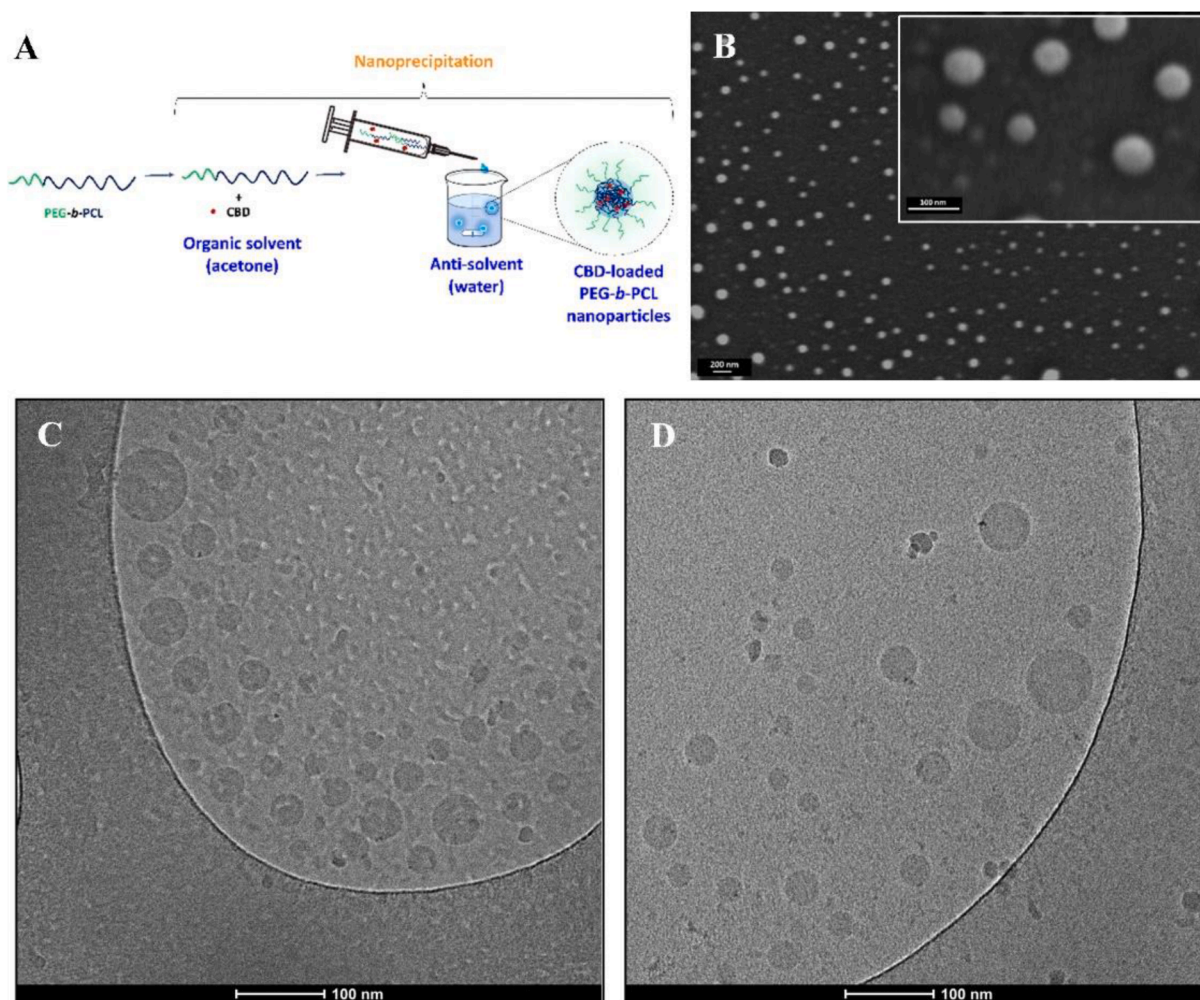 A
Nanoprecipitation
PEG-b-PCL
+
CBD
Organic solvent
(acetone)
Anti-solvent
(water)
CBD-loaded
PEG-b-PCL
nanoparticles
B
100 nm
200 nm
C
100 nm
D
100 nm